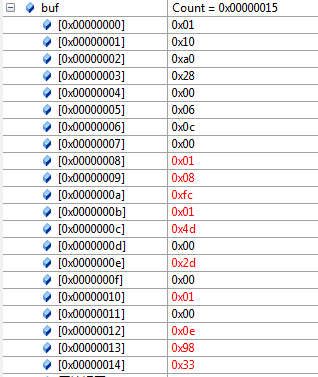 buf Count = 0x00000015
[0x00000000] 0x01
[0x00000001] 0x10
[0x00000002] 0xa0
[0x00000003] 0x28
[0x00000004] 0x00
[0x00000005] 0x06
[0x00000006] 0x0c
[0x00000007] 0x00
[0x00000008] 0x01
[0x00000009] 0x08
[0x0000000a] 0xfc
[0x0000000b] 0x01
[0x0000000c] 0x4d
[0x0000000d] 0x00
[0x0000000e] 0x2d
[0x0000000f] 0x00
[0x00000010] 0x01
[0x00000011] 0x00
[0x00000012] 0x0e
[0x00000013] 0x98
[0x00000014] 0x33